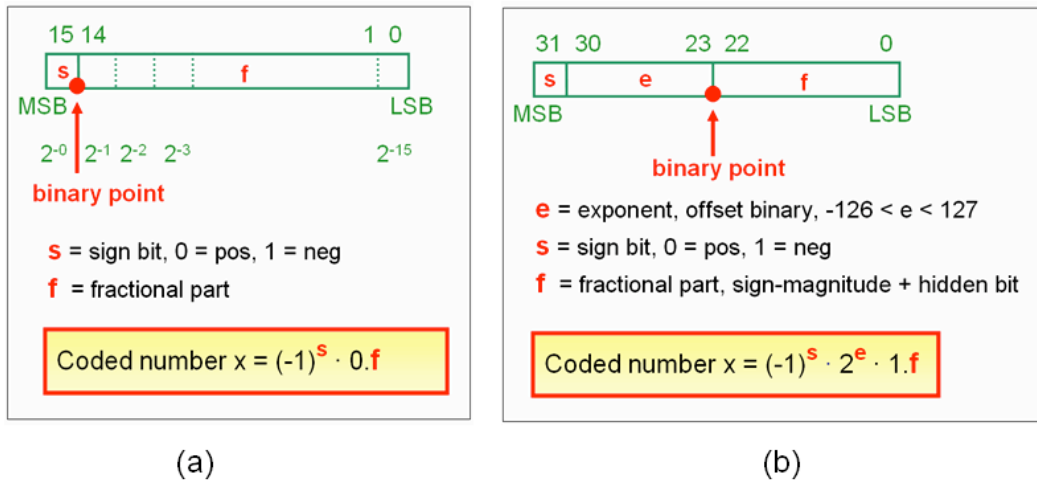 15 14 1 0
s f
MSB LSB
2⁻⁰ 2⁻¹ 2⁻² 2⁻³ 2⁻¹⁵
binary point
s = sign bit, 0 = pos, 1 = neg
f = fractional part
Coded number x = (-1)ˢ · 0.f
(a)
31 30 23 22 0
s e f
MSB LSB
binary point
e = exponent, offset binary, -126 < e < 127
s = sign bit, 0 = pos, 1 = neg
f = fractional part, sign-magnitude + hidden bit
Coded number x = (-1)ˢ · 2ᵉ · 1.f
(b)